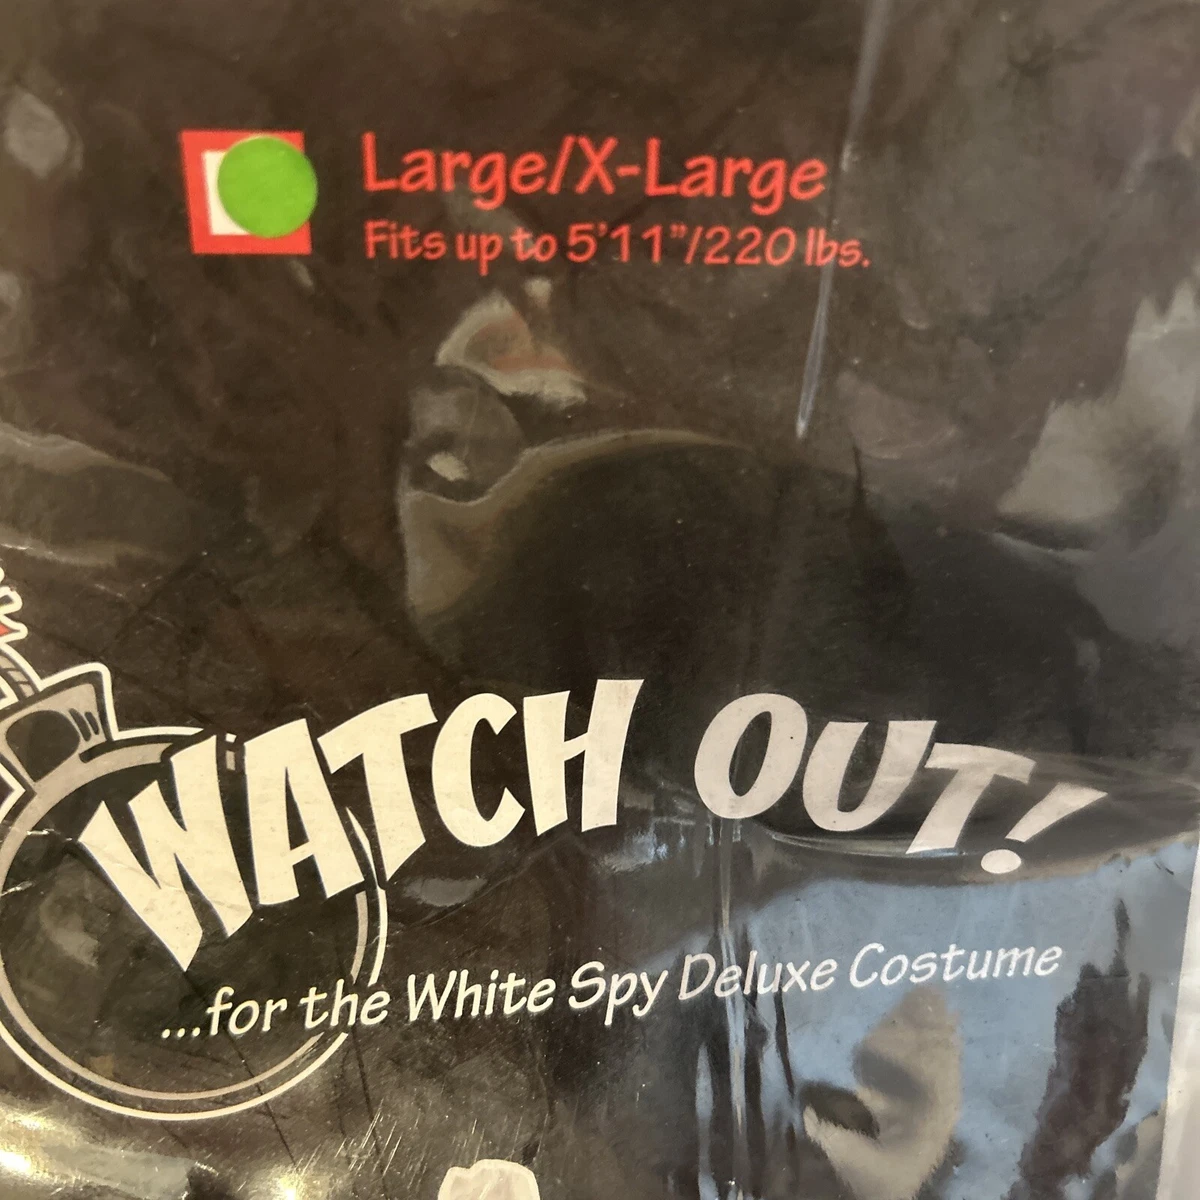 Large/X-Large
Fits up to 5'11"/220 lbs.
WATCH OUT!
...for the White Spy Deluxe Costume